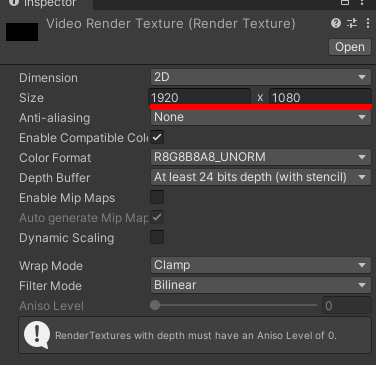 Inspector
Video Render Texture (Render Texture)
Open
Dimension 2D
Size 1920 x 1080
Anti-aliasing None
Enable Compatible Colo
Color Format R8G8B8A8_UNORM
Depth Buffer At least 24 bits depth (with stencil)
Enable Mip Maps
Auto generate Mip Map
Dynamic Scaling
Wrap Mode Clamp
Filter Mode Bilinear
Aniso Level 0
RenderTextures with depth must have an Aniso Level of 0.